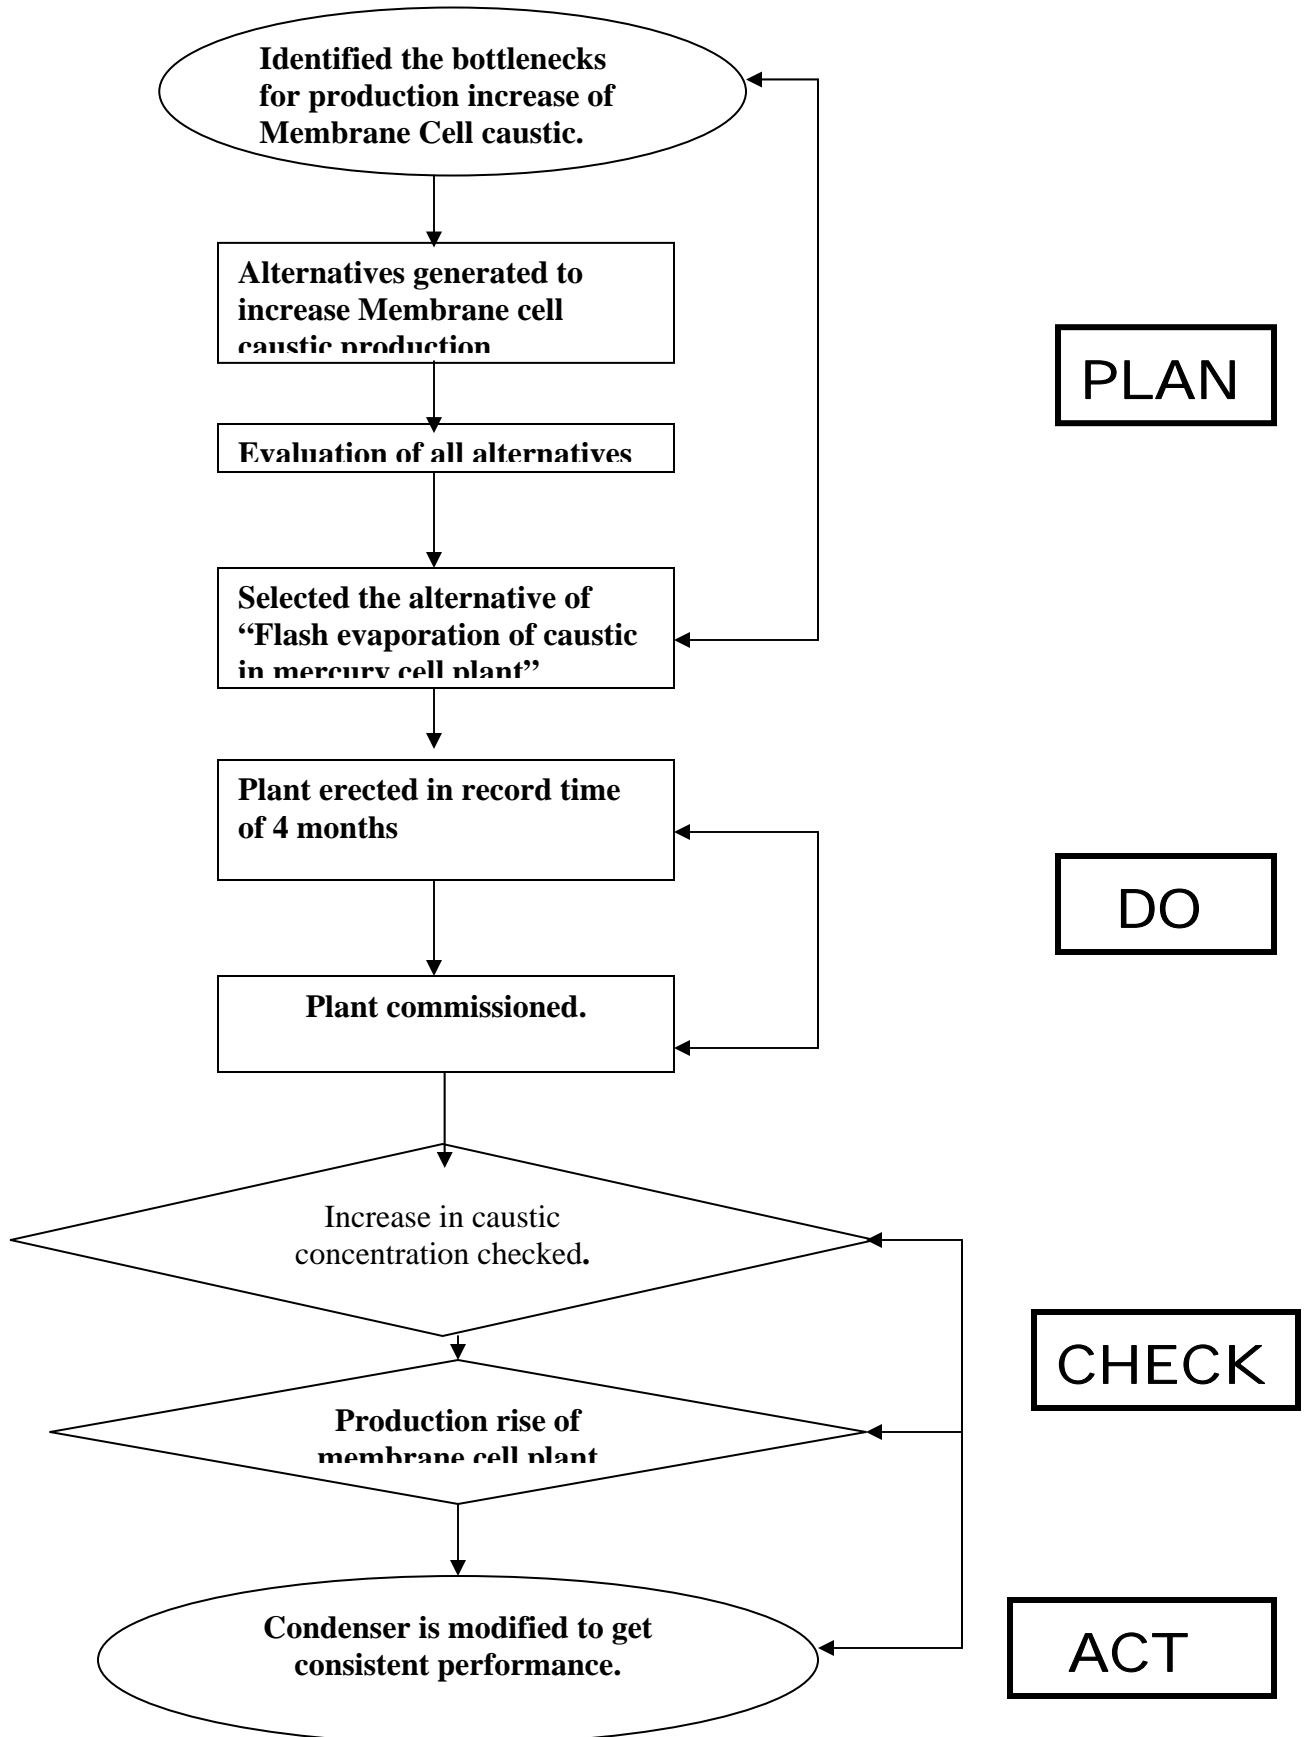 Identified the bottlenecks
for production increase of
Membrane Cell caustic.
Alternatives generated to
increase Membrane cell
caustic production
PLAN
Evaluation of all alternatives
Selected the alternative of
“Flash evaporation of caustic
in mercury cell plant”
Plant erected in record time
of 4 months
DO
Plant commissioned.
Increase in caustic
concentration checked.
CHECK
Production rise of
membrane cell plant
ACT
Condenser is modified to get
consistent performance.